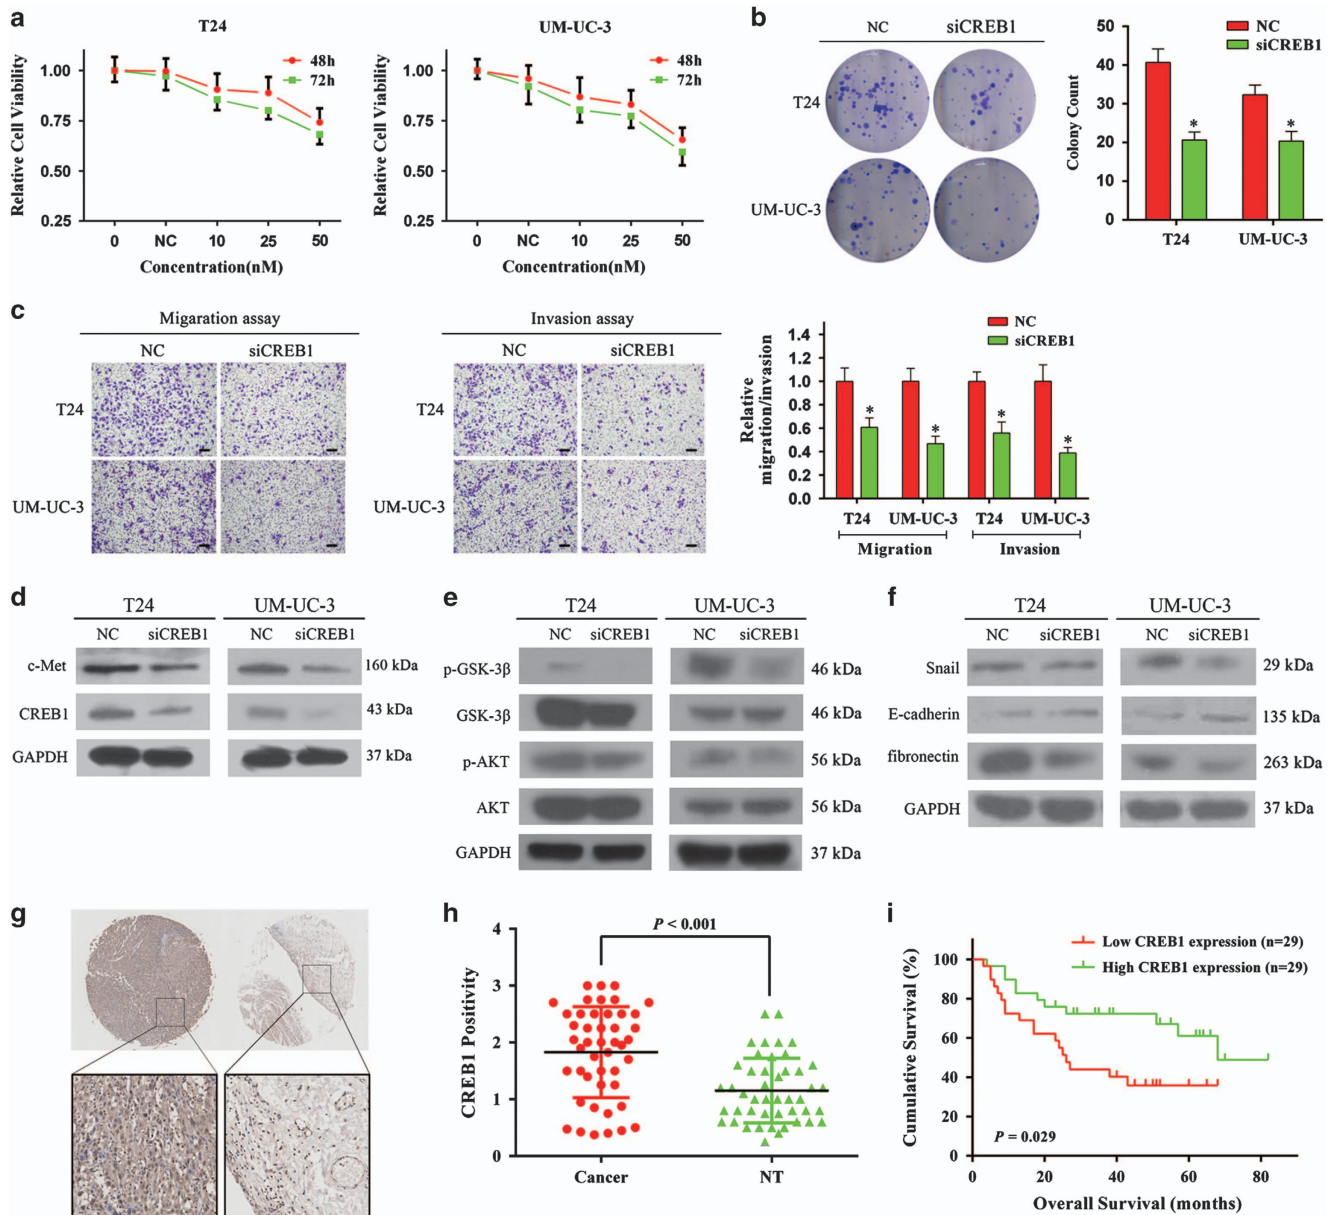 a
T24
48h
72h
Relative Cell Viability
1.00
0.75
0.50
0.25
0 NC 10 25 50
Concentration(nM)
UM-UC-3
48h
72h
Relative Cell Viability
1.00
0.75
0.50
0.25
0 NC 10 25 50
Concentration(nM)
b
NC siCREB1
T24
UM-UC-3
NC
siCREB1
Colony Count
50
40
30
20
10
0
* *
T24 UM-UC-3
c
Migaration assay
NC siCREB1
T24
UM-UC-3
Invasion assay
NC siCREB1
T24
UM-UC-3
NC
siCREB1
Relative
migration/invasion
1.4
1.2
1.0
0.8
0.6
0.4
0.2
0.0
* * * *
T24 UM-UC-3 T24 UM-UC-3
Migration Invasion
d
T24 UM-UC-3
NC siCREB1 NC siCREB1
c-Met 160 kDa
CREB1 43 kDa
GAPDH 37 kDa
e
T24 UM-UC-3
NC siCREB1 NC siCREB1
p-GSK-3β 46 kDa
GSK-3β 46 kDa
p-AKT 56 kDa
AKT 56 kDa
GAPDH 37 kDa
f
T24 UM-UC-3
NC siCREB1 NC siCREB1
Snail 29 kDa
E-cadherin 135 kDa
fibronectin 263 kDa
GAPDH 37 kDa
g
h
P < 0.001
CREB1 Positivity
4
3
2
1
0
Cancer NT
i
Low CREB1 expression (n=29)
High CREB1 expression (n=29)
Cumulative Survival (%)
100
80
60
40
20
0
P = 0.029
0 20 40 60 80
Overall Survival (months)